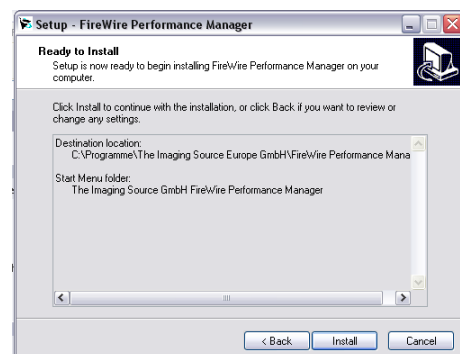 Setup - FireWire Performance Manager
Ready to Install
Setup is now ready to begin installing FireWire Performance Manager on your
computer.
Click Install to continue with the installation, or click Back if you want to review or
change any settings.
Destination location:
C:\Programme\The Imaging Source Europe GmbH\FireWire Performance Mana
Start Menu folder:
The Imaging Source GmbH FireWire Performance Manager
< Back Install Cancel